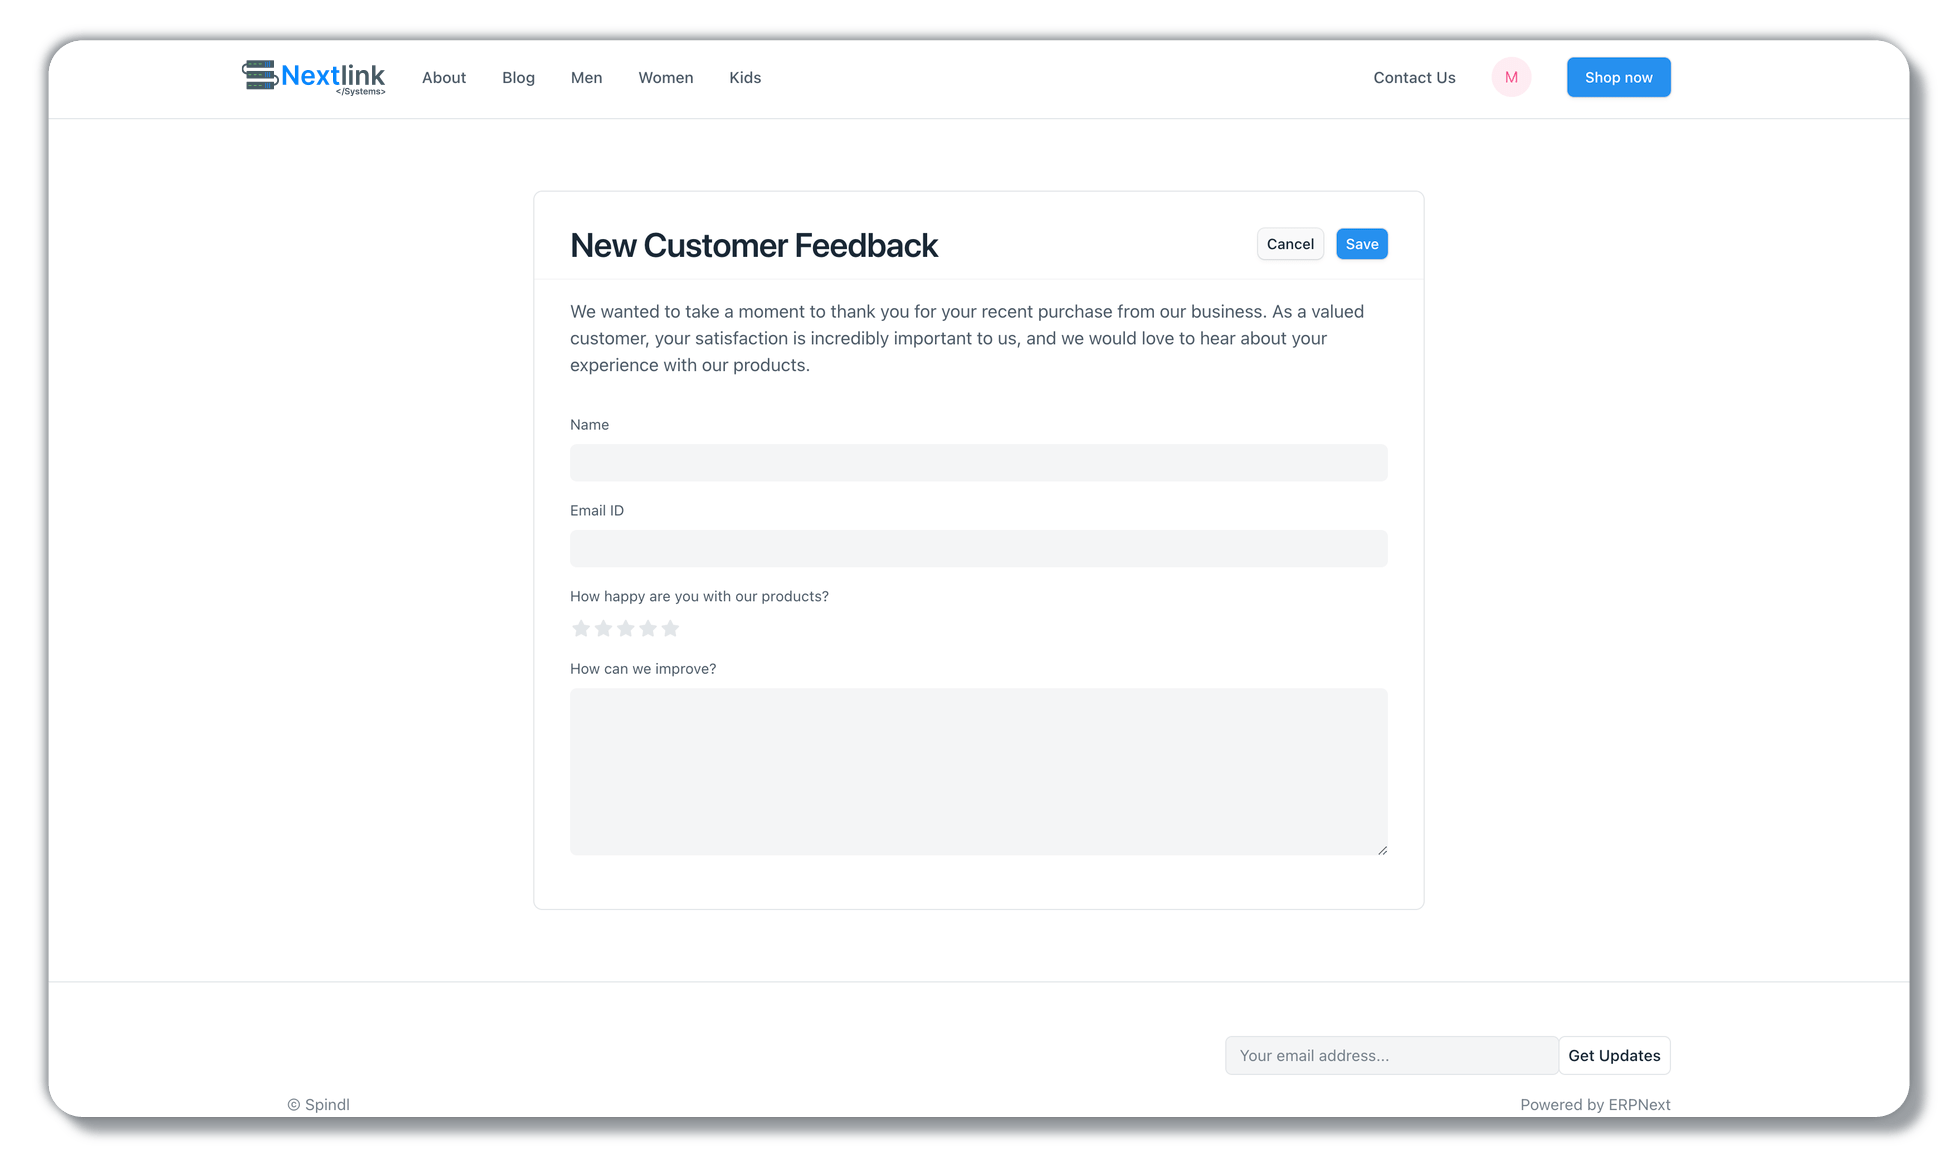 Nextlink
</Systems>
About
Blog
Men
Women
Kids
Contact Us
M
Shop now
New Customer Feedback
Cancel
Save
We wanted to take a moment to thank you for your recent purchase from our business. As a valued
customer, your satisfaction is incredibly important to us, and we would love to hear about your
experience with our products.
Name
Email ID
How happy are you with our products?
How can we improve?
Your email address...
Get Updates
© Spindl
Powered by ERPNext